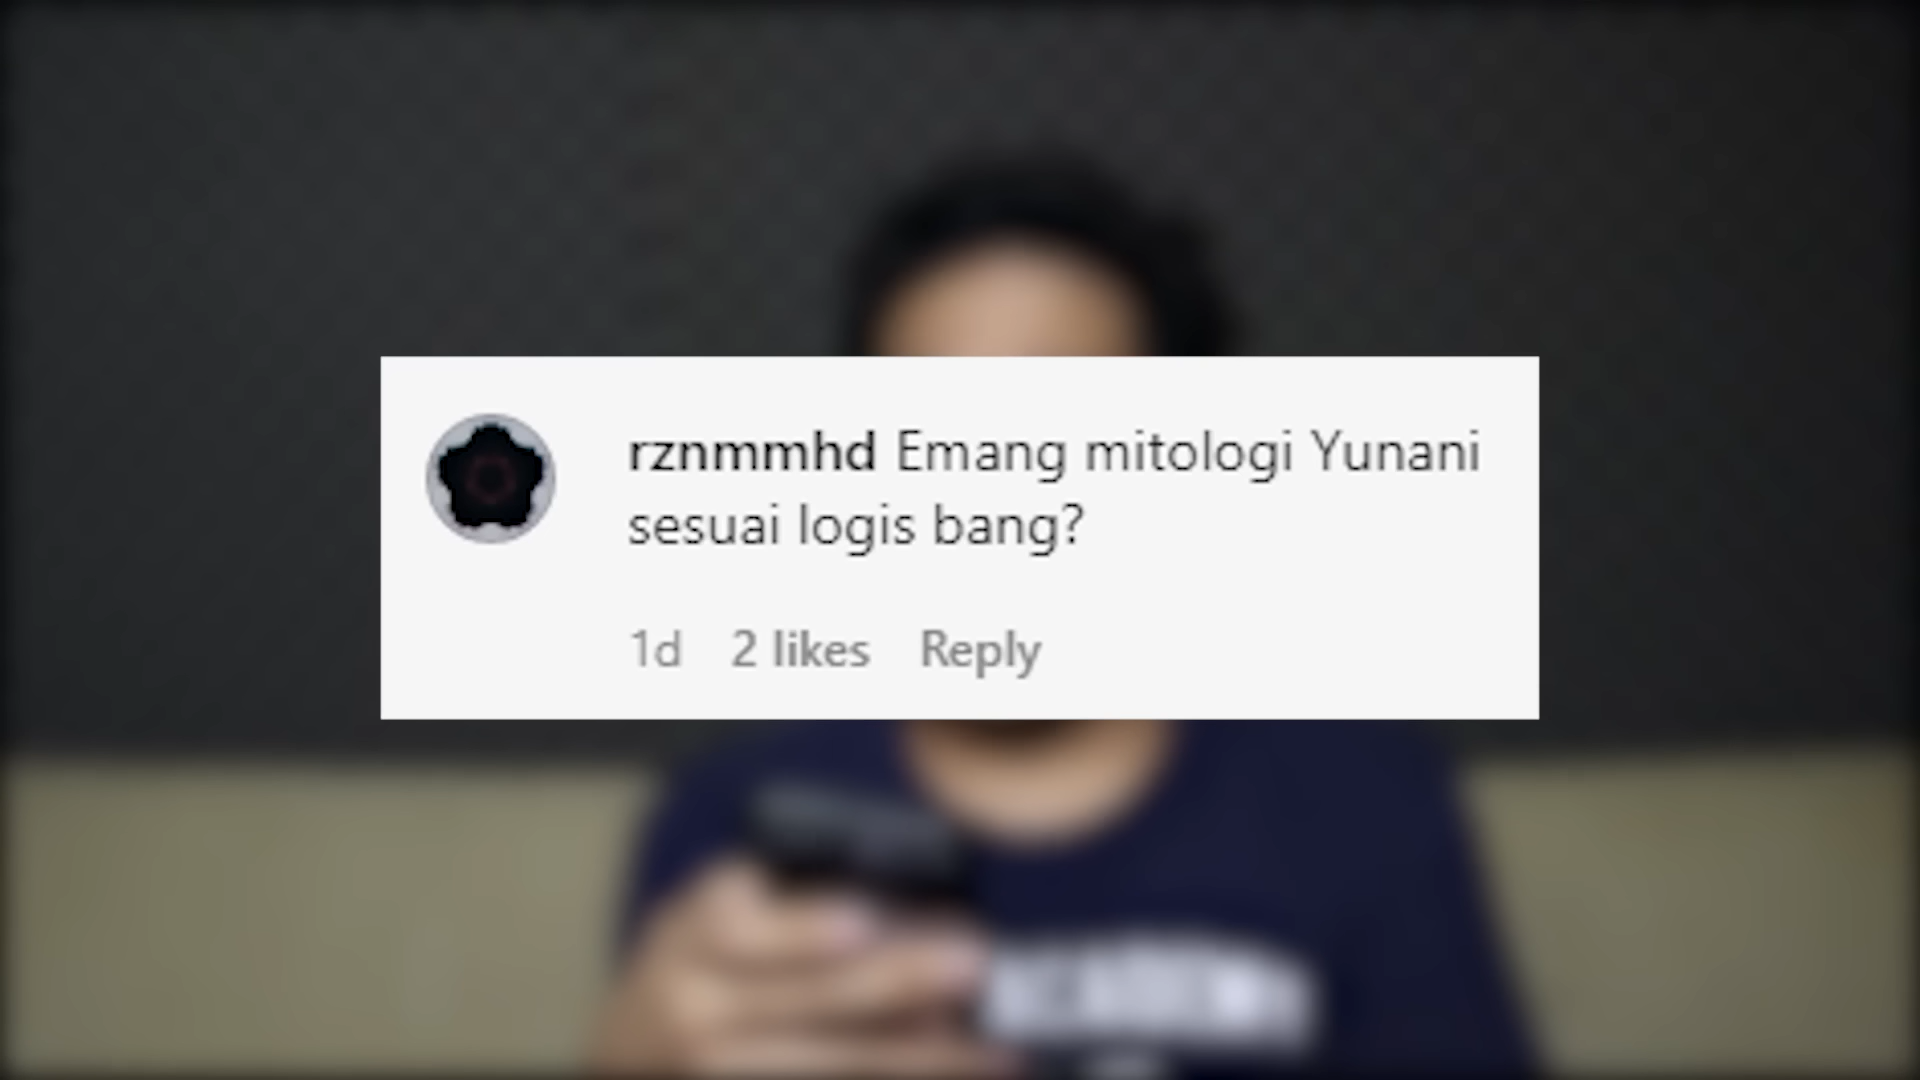 rznmmhd Emang mitologi Yunani
sesuai logis bang?
1d 2 likes Reply